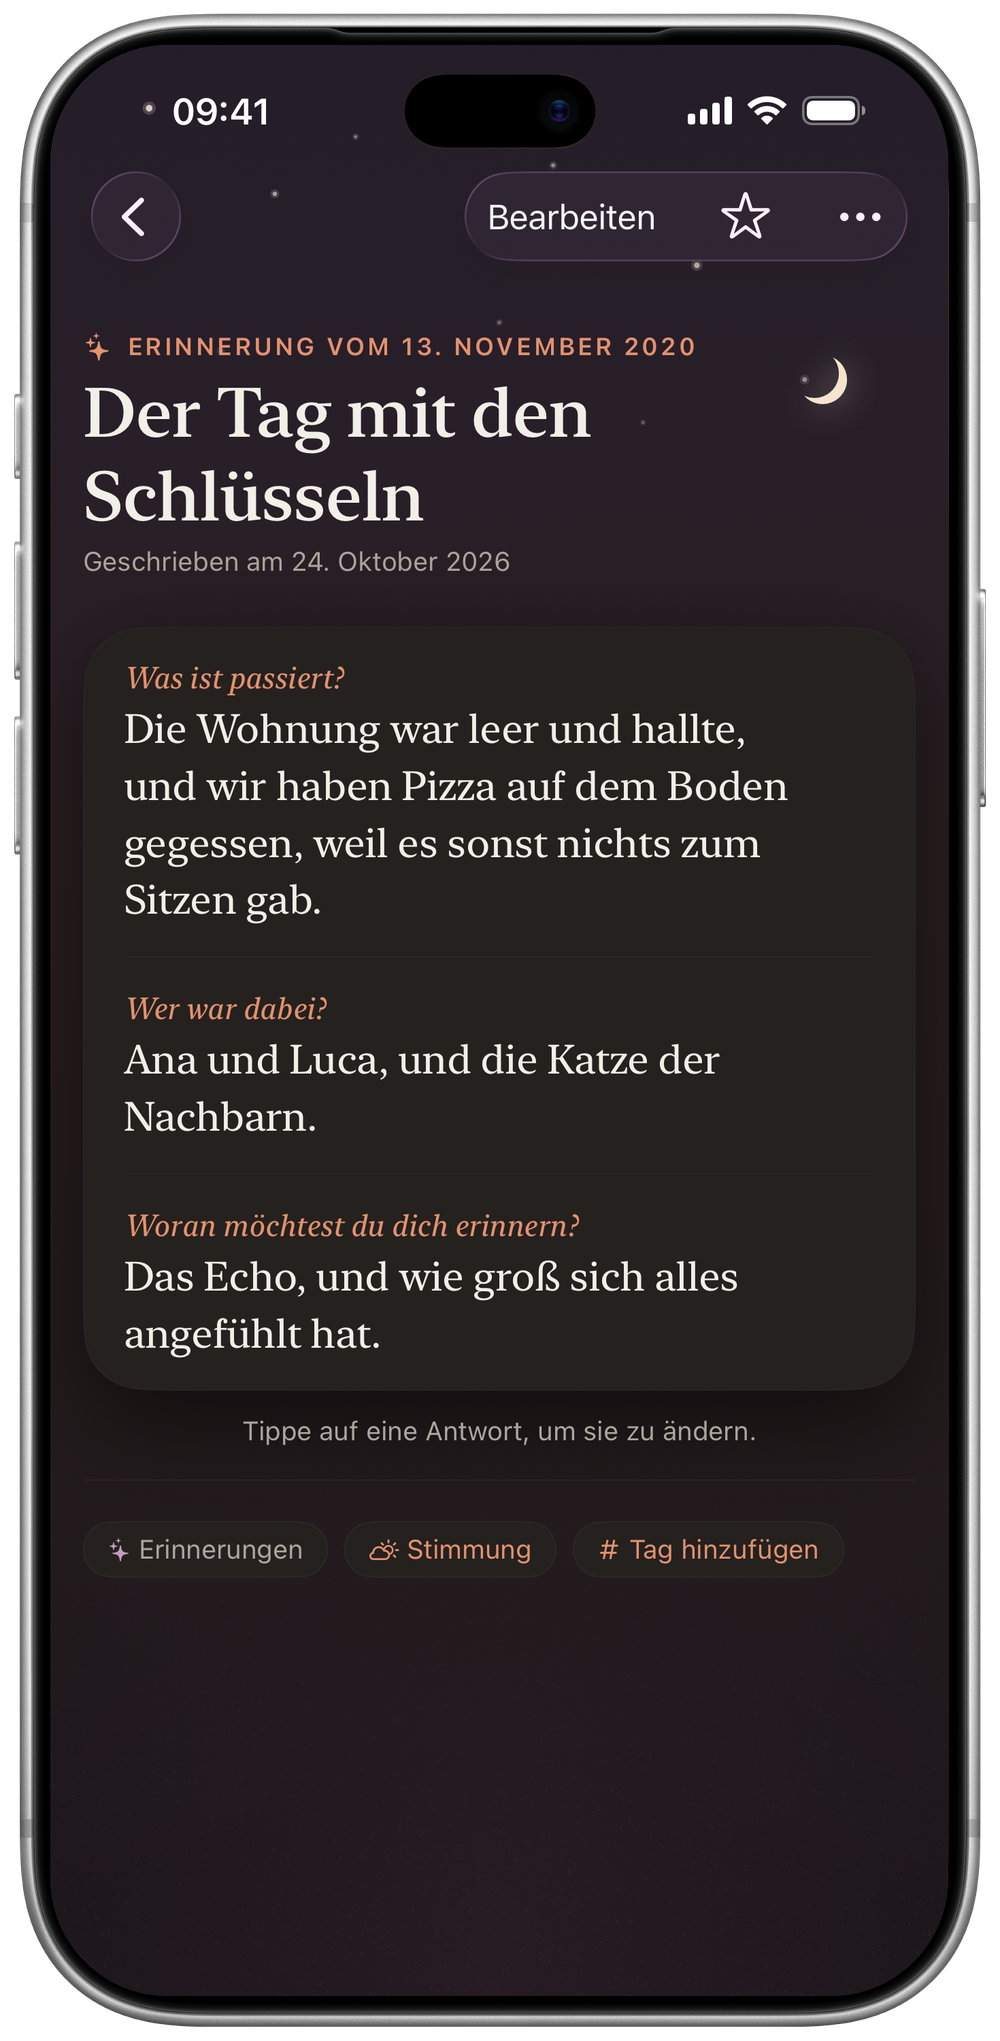 09:41
Bearbeiten
ERINNERUNG VOM 13. NOVEMBER 2020
Der Tag mit den
Schlüsseln
Geschrieben am 24. Oktober 2026
Was ist passiert?
Die Wohnung war leer und hallte,
und wir haben Pizza auf dem Boden
gegessen, weil es sonst nichts zum
Sitzen gab.
Wer war dabei?
Ana und Luca, und die Katze der
Nachbarn.
Woran möchtest du dich erinnern?
Das Echo, und wie groß sich alles
angefühlt hat.
Tippe auf eine Antwort, um sie zu ändern.
Erinnerungen
Stimmung
# Tag hinzufügen